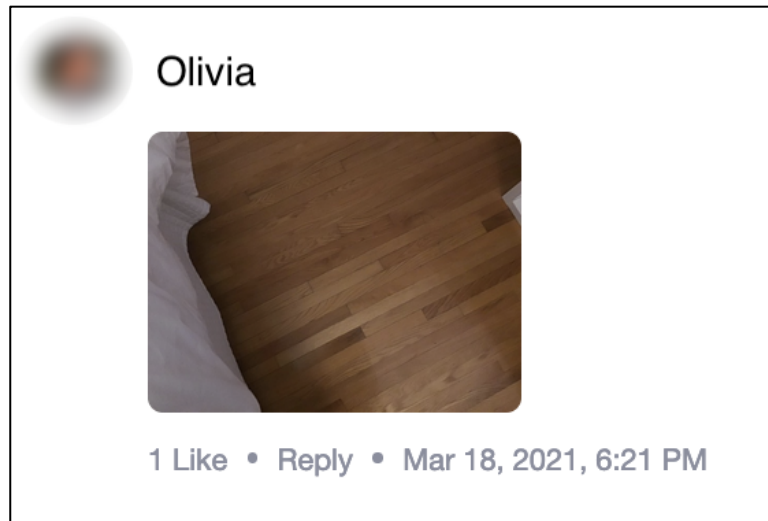 Olivia
1 Like • Reply • Mar 18, 2021, 6:21 PM